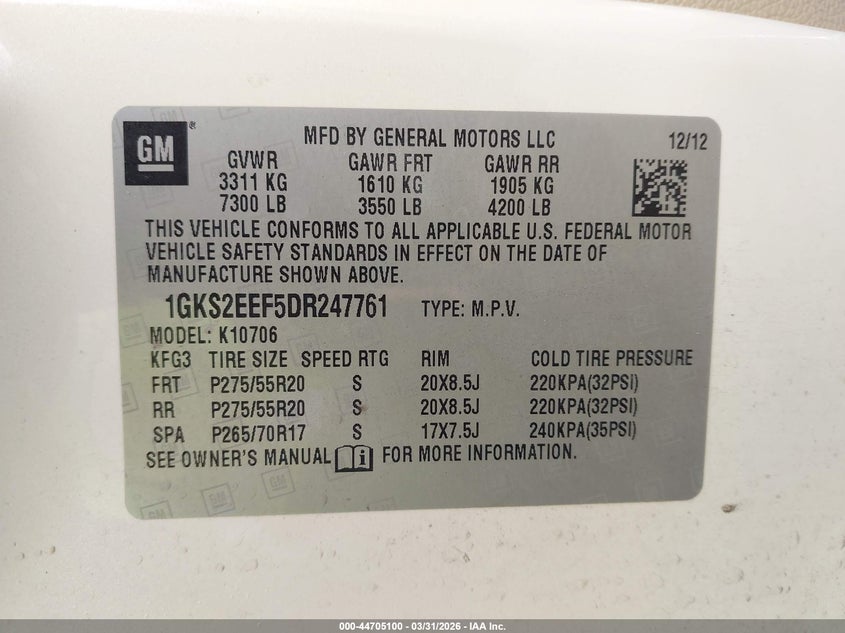 GM ® MFD BY GENERAL MOTORS LLC 12/12
GVWR GAWR FRT GAWR RR
3311 KG 1610 KG 1905 KG
7300 LB 3550 LB 4200 LB
THIS VEHICLE CONFORMS TO ALL APPLICABLE U.S. FEDERAL MOTOR
VEHICLE SAFETY STANDARDS IN EFFECT ON THE DATE OF
MANUFACTURE SHOWN ABOVE.
1GKS2EEF5DR247761 TYPE: M.P.V.
MODEL: K10706
KFG3 TIRE SIZE SPEED RTG RIM COLD TIRE PRESSURE
FRT P275/55R20 S 20X8.5J 220KPA(32PSI)
RR P275/55R20 S 20X8.5J 220KPA(32PSI)
SPA P265/70R17 S 17X7.5J 240KPA(35PSI)
SEE OWNER'S MANUAL i FOR MORE INFORMATION.
000-44705100 - 03/31/2026 - IAA Inc.